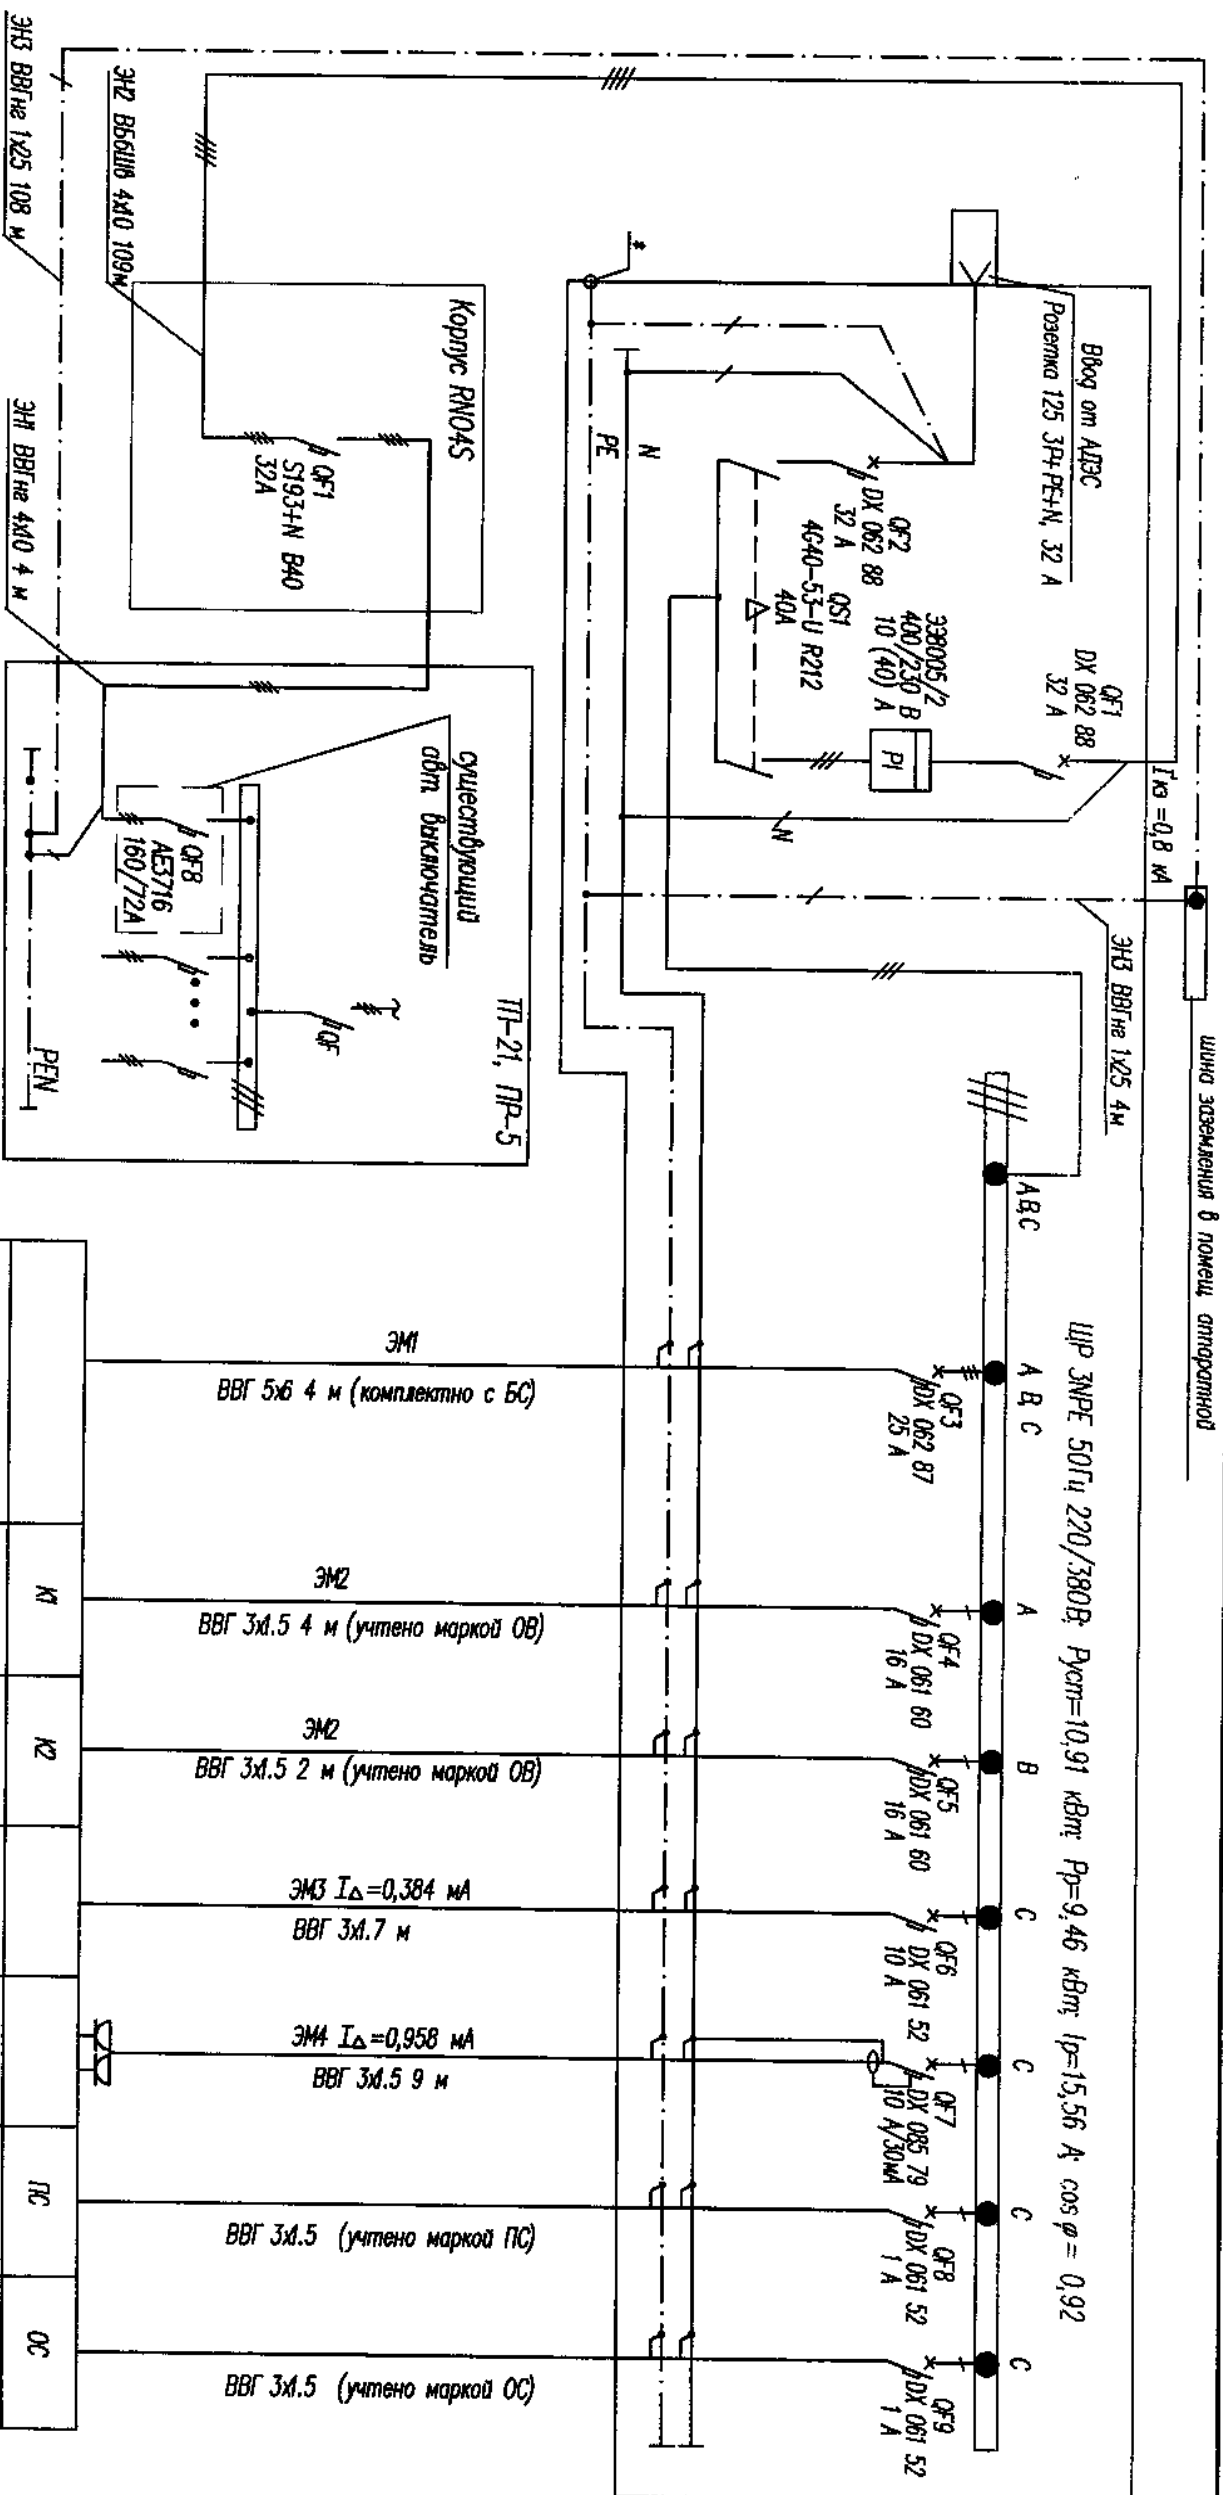 шина заземления в помещ. аппаратной
Ввод от АДЭС
Розетка 125 3P+PE+N, 32 А
QF1
DX 062 88
32 А
Iкз =0,8 кА
ЭН3 ВВГнг 1х25 4м
ЭЭ8005/2
400/230 В
10 (40) А
PI
QF2
DX 062 88
32 А
QS1
4G40-53-U R212
40А
N
N
PE
*
Корпус RNO4S
QF1
S193+N B40
32А
ЭН2 ВБбШв 4х10 109м
ЭН3 ВВГнг 1х25 108 м
ЭН1 ВВГнг 4х10 4 м
ТП-21, ПР-5
существующий
авт. выключатель
QF
QF8
АЕ3716
160/72А
PEN
ЩР 3NPE 50Гц 220/380В; Руст=10,91 кВт; Рр=9,46 кВт; Iр=15,56 А; cos φ = 0,92
А,В,С
А, В, С
А
В
С
С
С
С
QF3
DX 062 87
25 А
QF4
DX 061 60
16 А
QF5
DX 061 60
16 А
QF6
DX 061 52
10 А
QF7
DX 085 79
10 А/30мА
QF8
DX 061 52
1 А
QF9
DX 061 52
1 А
ЭМ1
ВВГ 5х6 4 м (комплектно с БС)
ЭМ2
ВВГ 3х1.5 4 м (учтено маркой ОВ)
ЭМ2
ВВГ 3х1.5 2 м (учтено маркой ОВ)
ЭМ3 I∆=0,384 мА
ВВГ 3х1.7 м
ЭМ4 I∆=0,958 мА
ВВГ 3х1.5 9 м
ВВГ 3х1.5 (учтено маркой ПС)
ВВГ 3х1.5 (учтено маркой ОС)
К1
К2
ПС
ОС